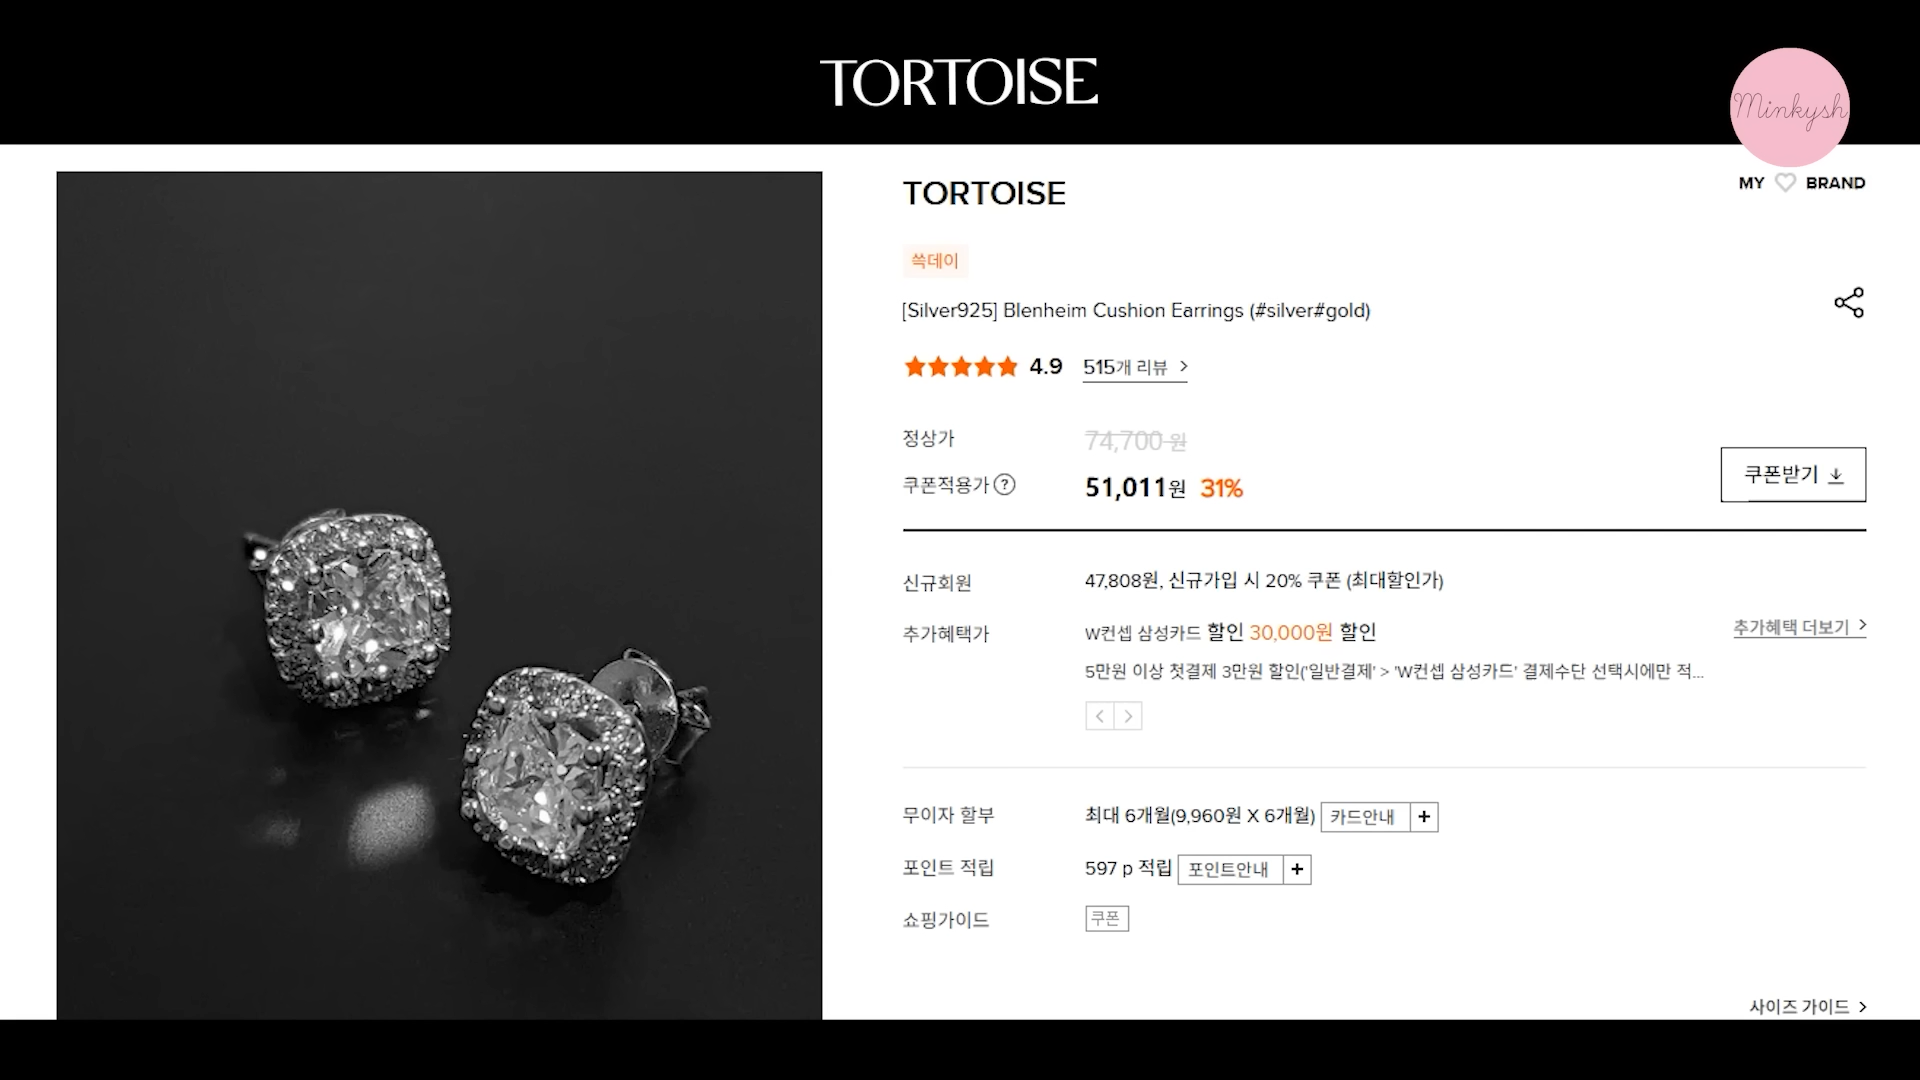 TORTOISE
Minkysh
TORTOISE
MY BRAND
쓱데이
[Silver925] Blenheim Cushion Earrings (#silver#gold)
4.9 515개 리뷰 >
정상가 74,700 원
쿠폰적용가 ? 51,011원 31%
쿠폰받기
신규회원 47,808원, 신규가입 시 20% 쿠폰 (최대할인가)
추가혜택가 W컨셉 삼성카드 할인 30,000원 할인
추가혜택 더보기 >
5만원 이상 첫결제 3만원 할인('일반결제' > 'W컨셉 삼성카드' 결제수단 선택시에만 적...
< >
무이자 할부 최대 6개월(9,960원 X 6개월) 카드안내 +
포인트 적립 597 p 적립 포인트안내 +
쇼핑가이드 쿠폰
사이즈 가이드 >